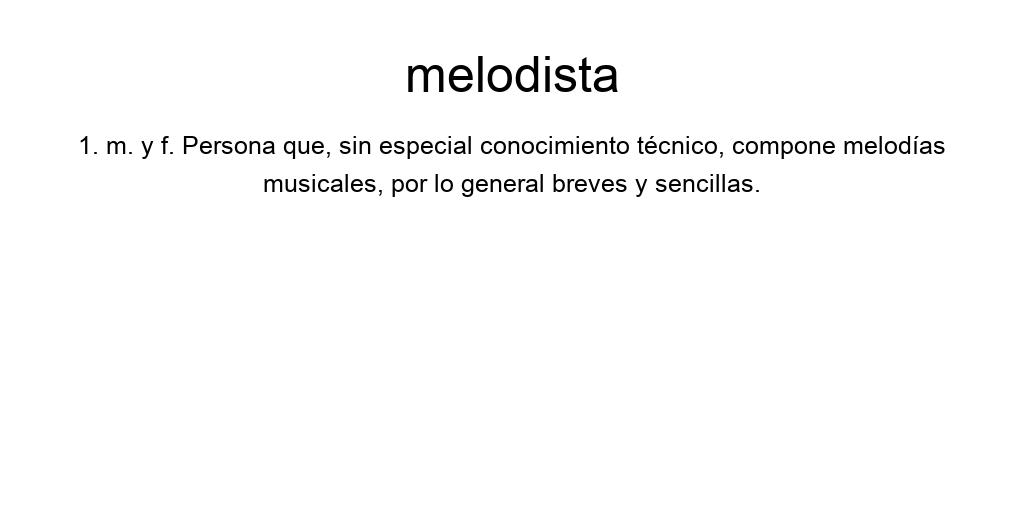 melodista
1. m. y f. Persona que, sin especial conocimiento técnico, compone melodías
musicales, por lo general breves y sencillas.